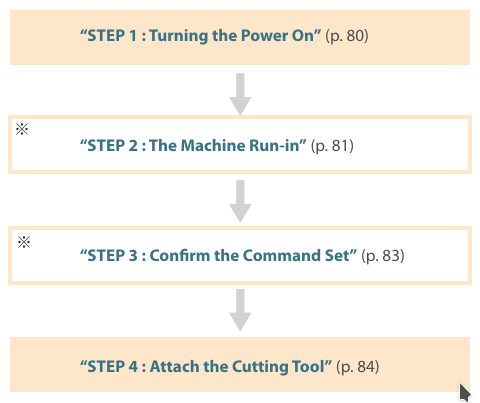 “STEP 1 : Turning the Power On” (p. 80)
※
“STEP 2 : The Machine Run-in” (p. 81)
※
“STEP 3 : Confirm the Command Set” (p. 83)
“STEP 4 : Attach the Cutting Tool” (p. 84)